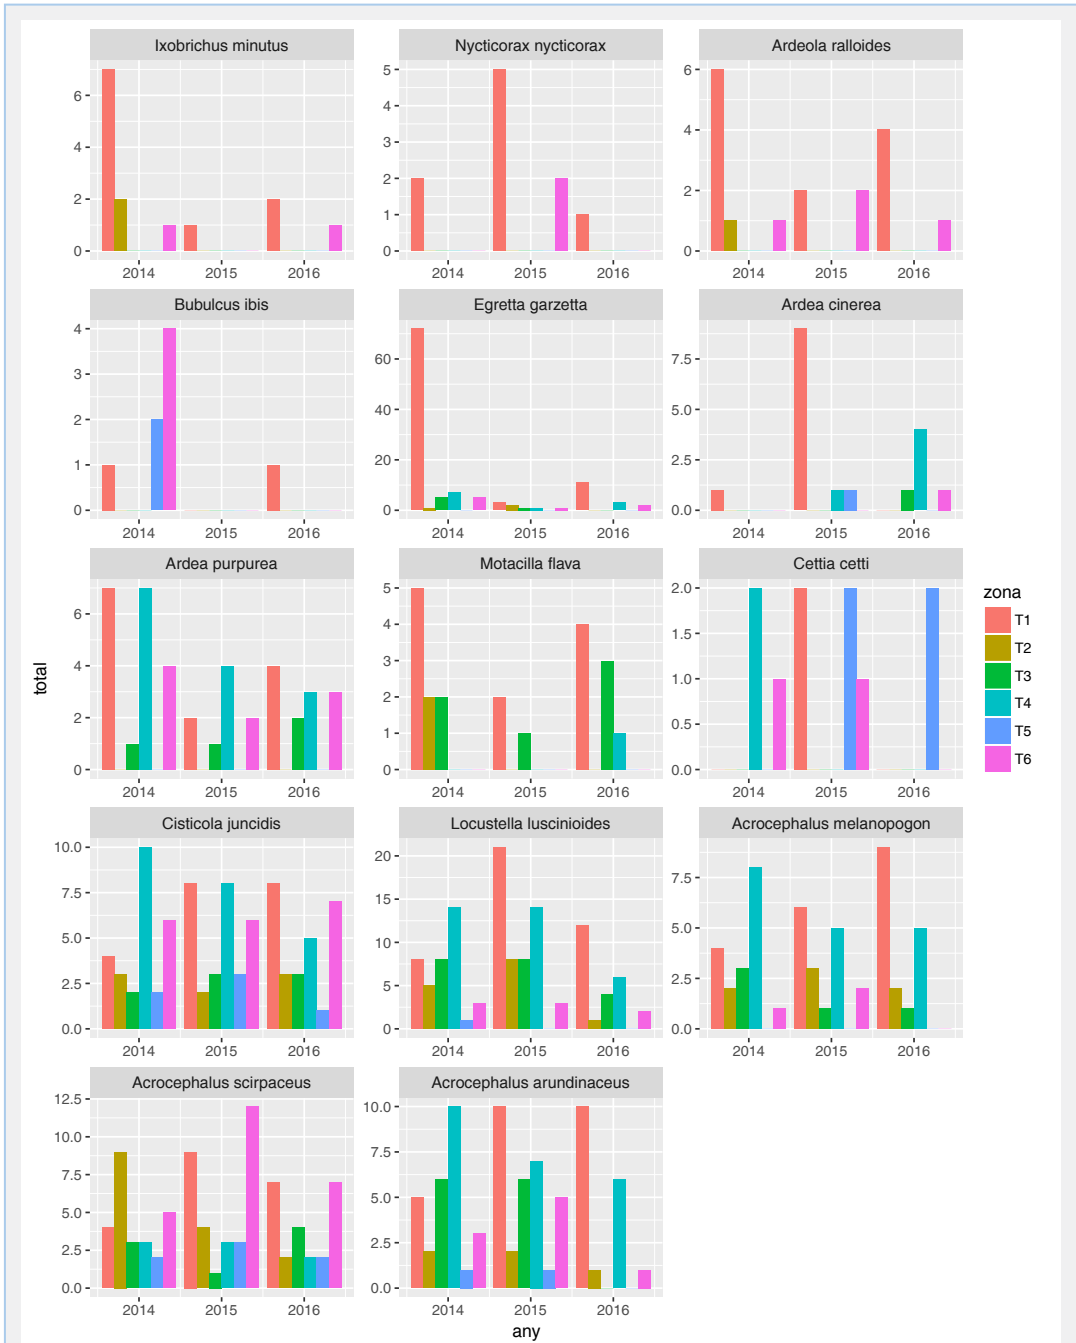 Ixobrichus minutus
Nycticorax nycticorax
Ardeola ralloides
6
4
2
0
5
4
3
2
1
0
6
4
2
0
2014 2015 2016
2014 2015 2016
2014 2015 2016
Bubulcus ibis
Egretta garzetta
Ardea cinerea
4
3
2
1
0
60
40
20
0
7.5
5.0
2.5
0.0
2014 2015 2016
2014 2015 2016
2014 2015 2016
Ardea purpurea
Motacilla flava
Cettia cetti
6
4
2
0
5
4
3
2
1
0
2.0
1.5
1.0
0.5
0.0
2014 2015 2016
2014 2015 2016
2014 2015 2016
total
zona
T1
T2
T3
T4
T5
T6
Cisticola juncidis
Locustella luscinioides
Acrocephalus melanopogon
10.0
7.5
5.0
2.5
0.0
20
15
10
5
0
7.5
5.0
2.5
0.0
2014 2015 2016
2014 2015 2016
2014 2015 2016
Acrocephalus scirpaceus
Acrocephalus arundinaceus
12.5
10.0
7.5
5.0
2.5
0.0
10.0
7.5
5.0
2.5
0.0
2014 2015 2016
2014 2015 2016
any